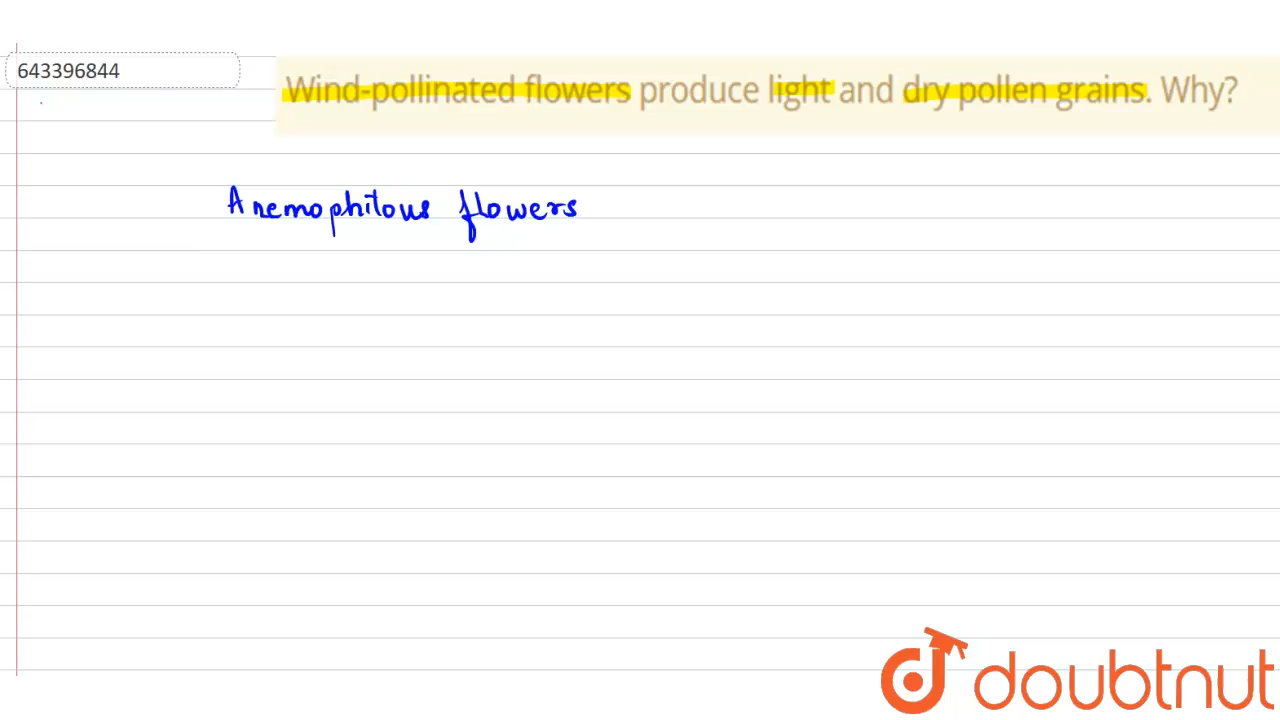 643396844
Wind-pollinated flowers produce light and dry pollen grains. Why?
Anemophilous flowers
doubtnut